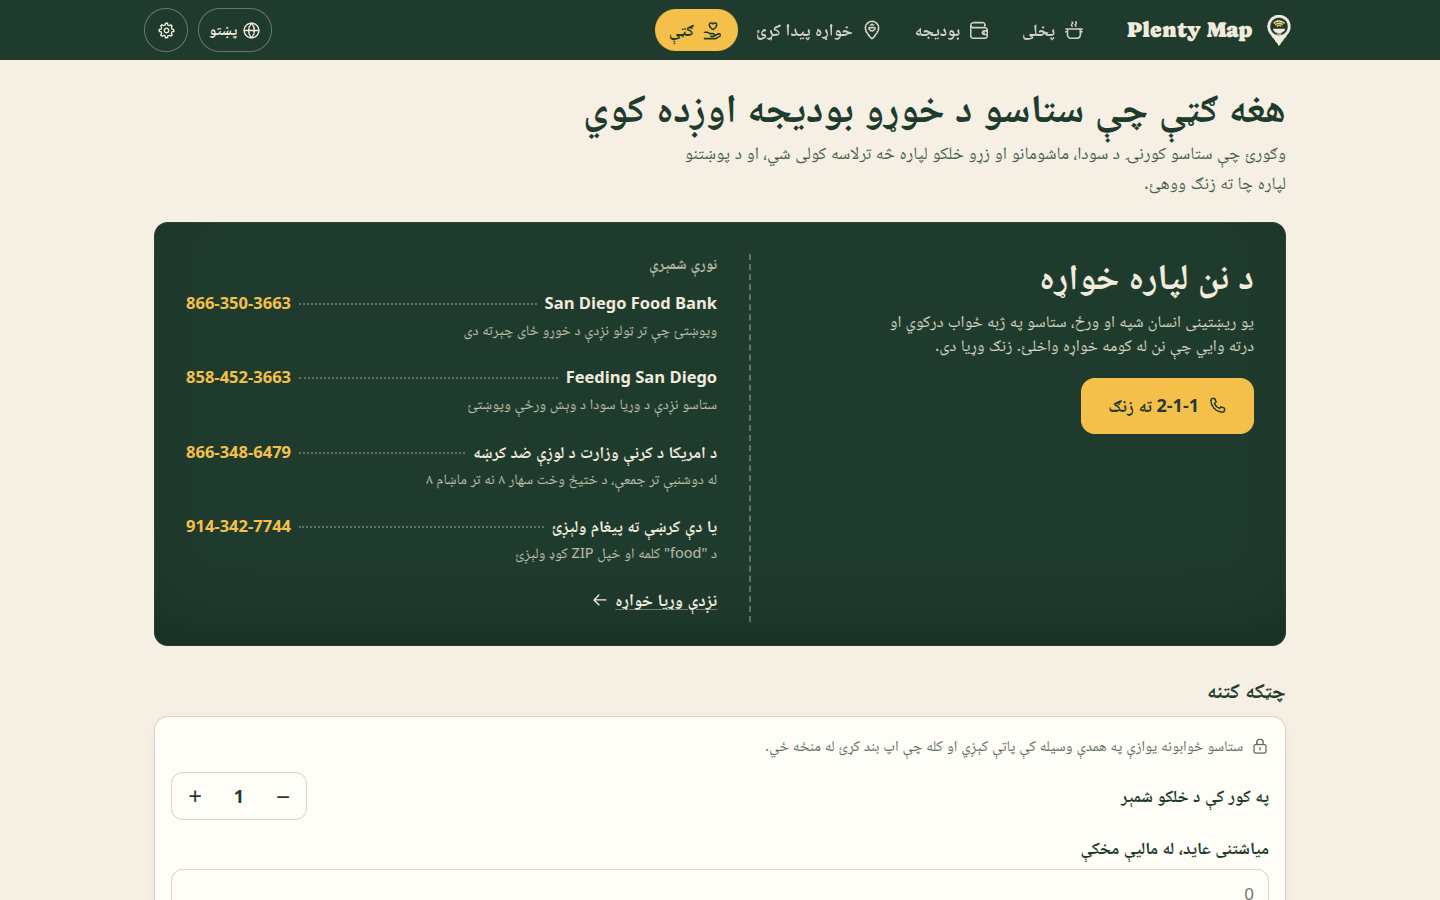 Plenty Map
پخلی
بودیجه
خواړه پیدا کړئ
ګټې
پښتو
هغه ګټې چې ستاسو د خوړو بودیجه اوږده کوي
وګورئ چې ستاسو کورنۍ د سودا، ماشومانو او زړو خلکو لپاره څه ترلاسه کولی شي، او د پوښتنو
لپاره چا ته زنګ ووهئ.
د نن لپاره خواړه
یو ریښتینی انسان شپه او ورځ، ستاسو په ژبه ځواب درکوي او
درته وايي چې نن له کومه خواړه واخلئ. زنګ وړیا دی.
2-1-1 ته زنګ
نورې شمېرې
San Diego Food Bank 866-350-3663
وپوښتئ چې تر ټولو نږدې د خوړو ځای چېرته دی
Feeding San Diego 858-452-3663
ستاسو نږدې د وړیا سودا د وېش ورځې وپوښتئ
د امریکا د کرنې وزارت د لوږې ضد کرښه 866-348-6479
له دوشنبې تر جمعې، د ختیځ وخت سهار ۸ نه تر ماښام ۸
یا دې کرښې ته پیغام ولېږئ 914-342-7744
د "food" کلمه او خپل ZIP کوډ ولېږئ
نږدې وړیا خواړه ←
چټکه کتنه
ستاسو ځوابونه یوازې په همدې وسیله کې پاتې کېږي او کله چې اپ بند کړئ له منځه ځي.
په کور کې د خلکو شمېر
− 1 +
میاشتنی عاید، له مالیې مخکې
0